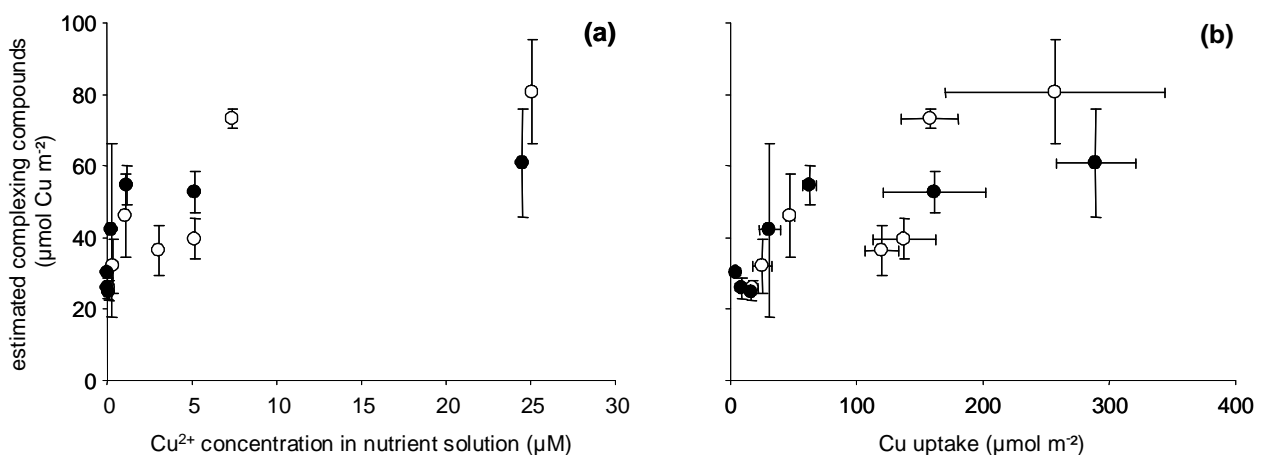 estimated complexing compounds
(µmol Cu m⁻²)
100
80
60
40
20
0
(a)
0 5 10 15 20 25 30
Cu²⁺ concentration in nutrient solution (µM)
(b)
0 100 200 300 400
Cu uptake (µmol m⁻²)